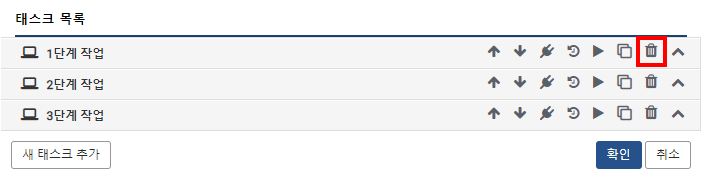 태스크 목록
1단계 작업
2단계 작업
3단계 작업
새 태스크 추가 확인 취소